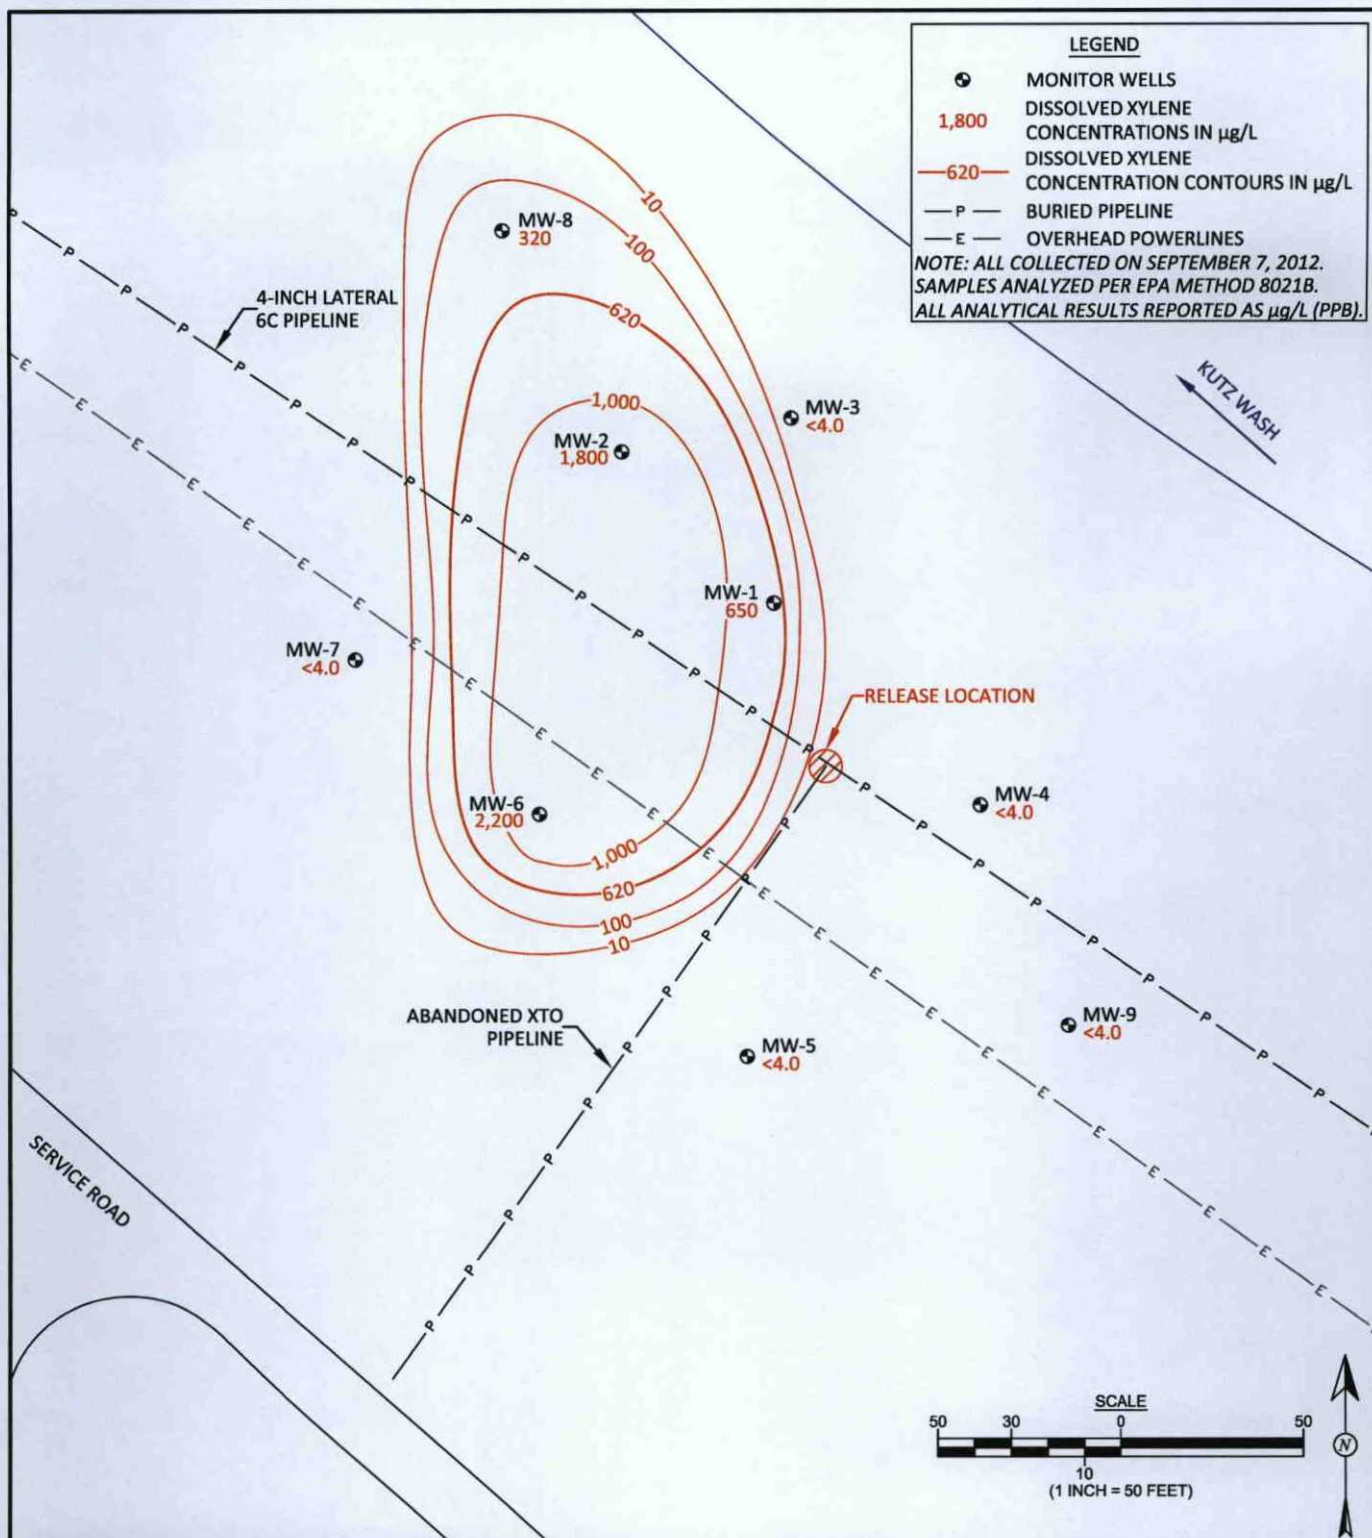 LEGEND
MONITOR WELLS
1,800
DISSOLVED XYLENE
CONCENTRATIONS IN µg/L
620
DISSOLVED XYLENE
CONCENTRATION CONTOURS IN µg/L
P
BURIED PIPELINE
E
OVERHEAD POWERLINES
NOTE: ALL COLLECTED ON SEPTEMBER 7, 2012.
SAMPLES ANALYZED PER EPA METHOD 8021B.
ALL ANALYTICAL RESULTS REPORTED AS µg/L (PPB).
10
MW-8
320
100
4-INCH LATERAL
6C PIPELINE
620
KUTZ WASH
1,000
MW-3
<4.0
MW-2
1,800
MW-1
650
MW-7
<4.0
RELEASE LOCATION
MW-4
<4.0
MW-6
2,200
1,000
620
100
10
ABANDONED XTO
PIPELINE
MW-9
<4.0
MW-5
<4.0
SERVICE ROAD
SCALE
50 30 0 50
10
(1 INCH = 50 FEET)
N